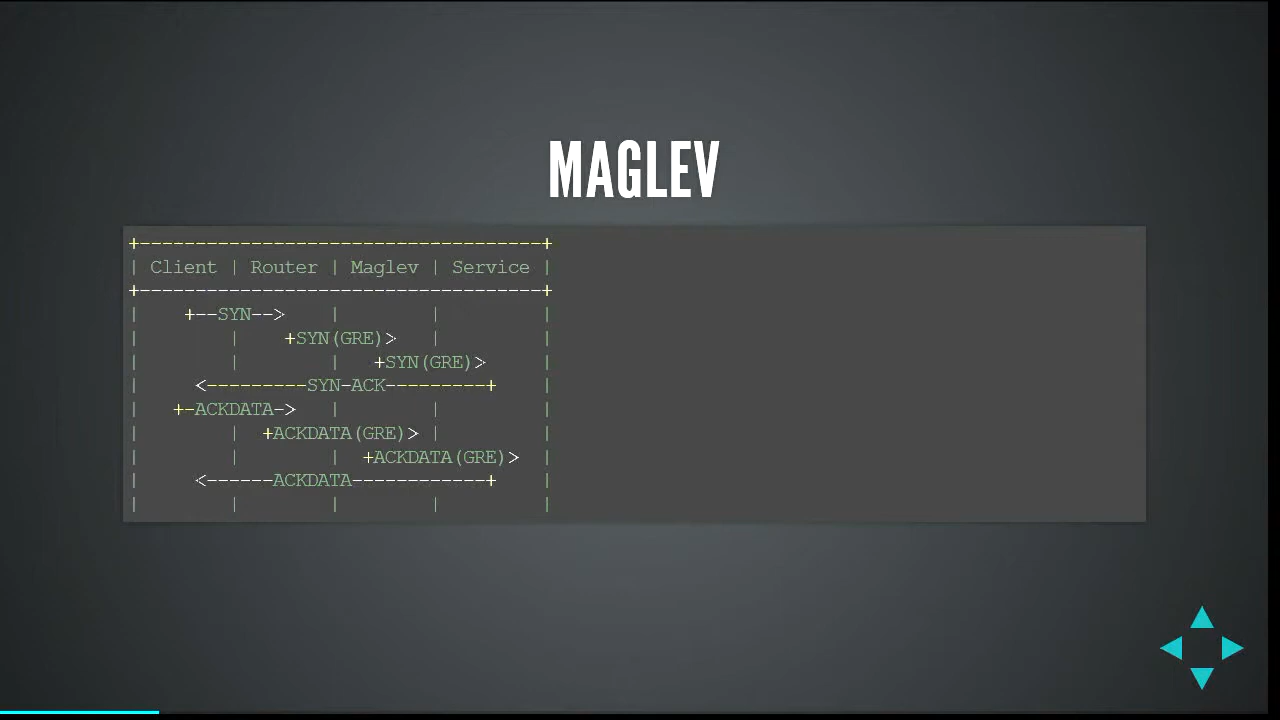 MAGLEV
+------------------------------------+
| Client | Router | Maglev | Service |
+------------------------------------+
|    +--SYN-->    |        |         |
|        |    +SYN(GRE)>   |         |
|        |        |   +SYN(GRE)>     |
|     <---------SYN-ACK---------+    |
|   +-ACKDATA->   |        |         |
|        |  +ACKDATA(GRE)> |         |
|        |        |  +ACKDATA(GRE)>  |
|     <------ACKDATA------------+    |
|        |        |        |         |